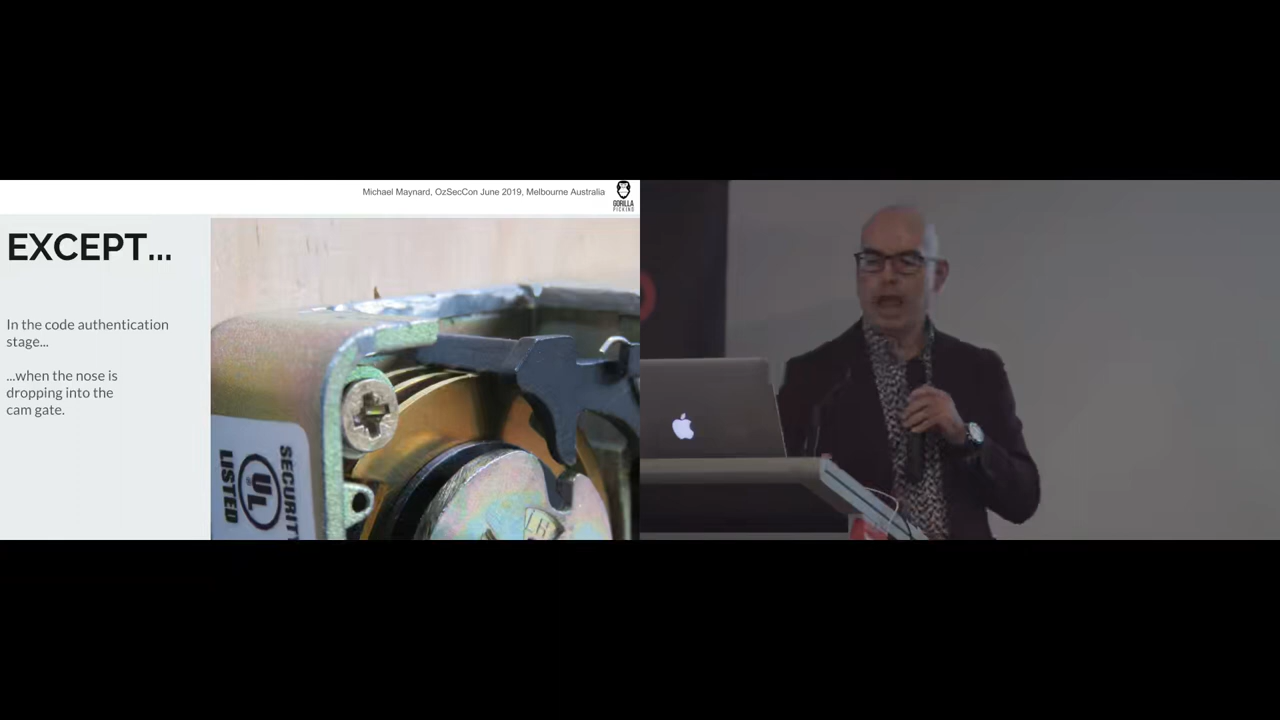 Michael Maynard, OzSecCon June 2019, Melbourne Australia
GORILLA
PICKING
EXCEPT...
In the code authentication
stage...
...when the nose is
dropping into the
cam gate.
SECURITY
UL
LISTED
H